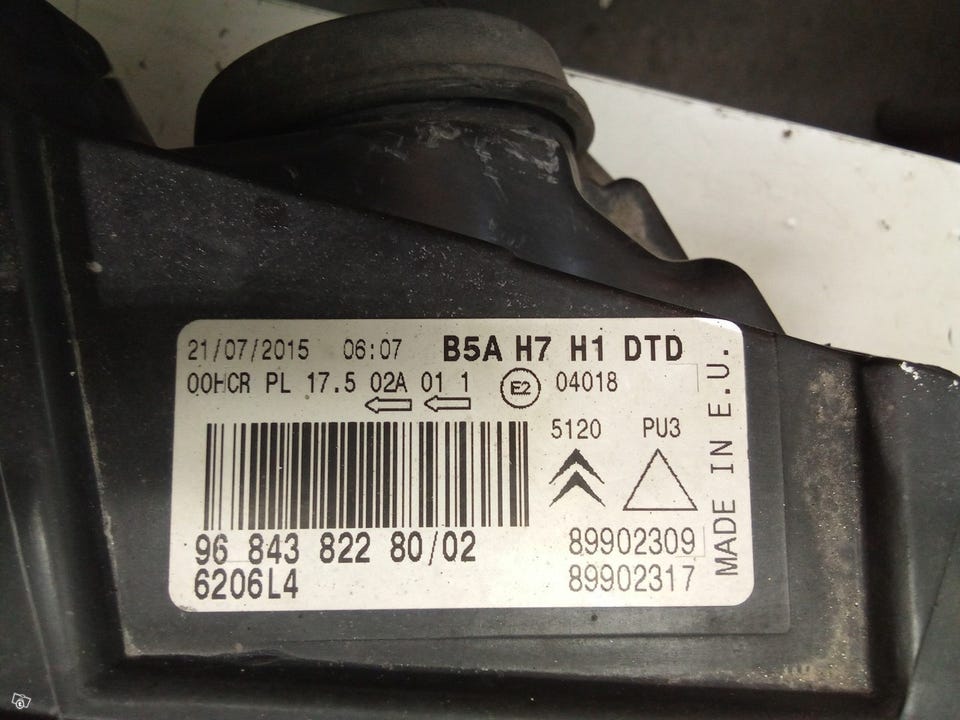 21/07/2015 06:07 B5A H7 H1 DTD
00HCR PL 17.5 02A 01 1 E2 04018
5120 PU3
96 843 822 80/02 89902309
6206L4 89902317
MADE IN E.U.